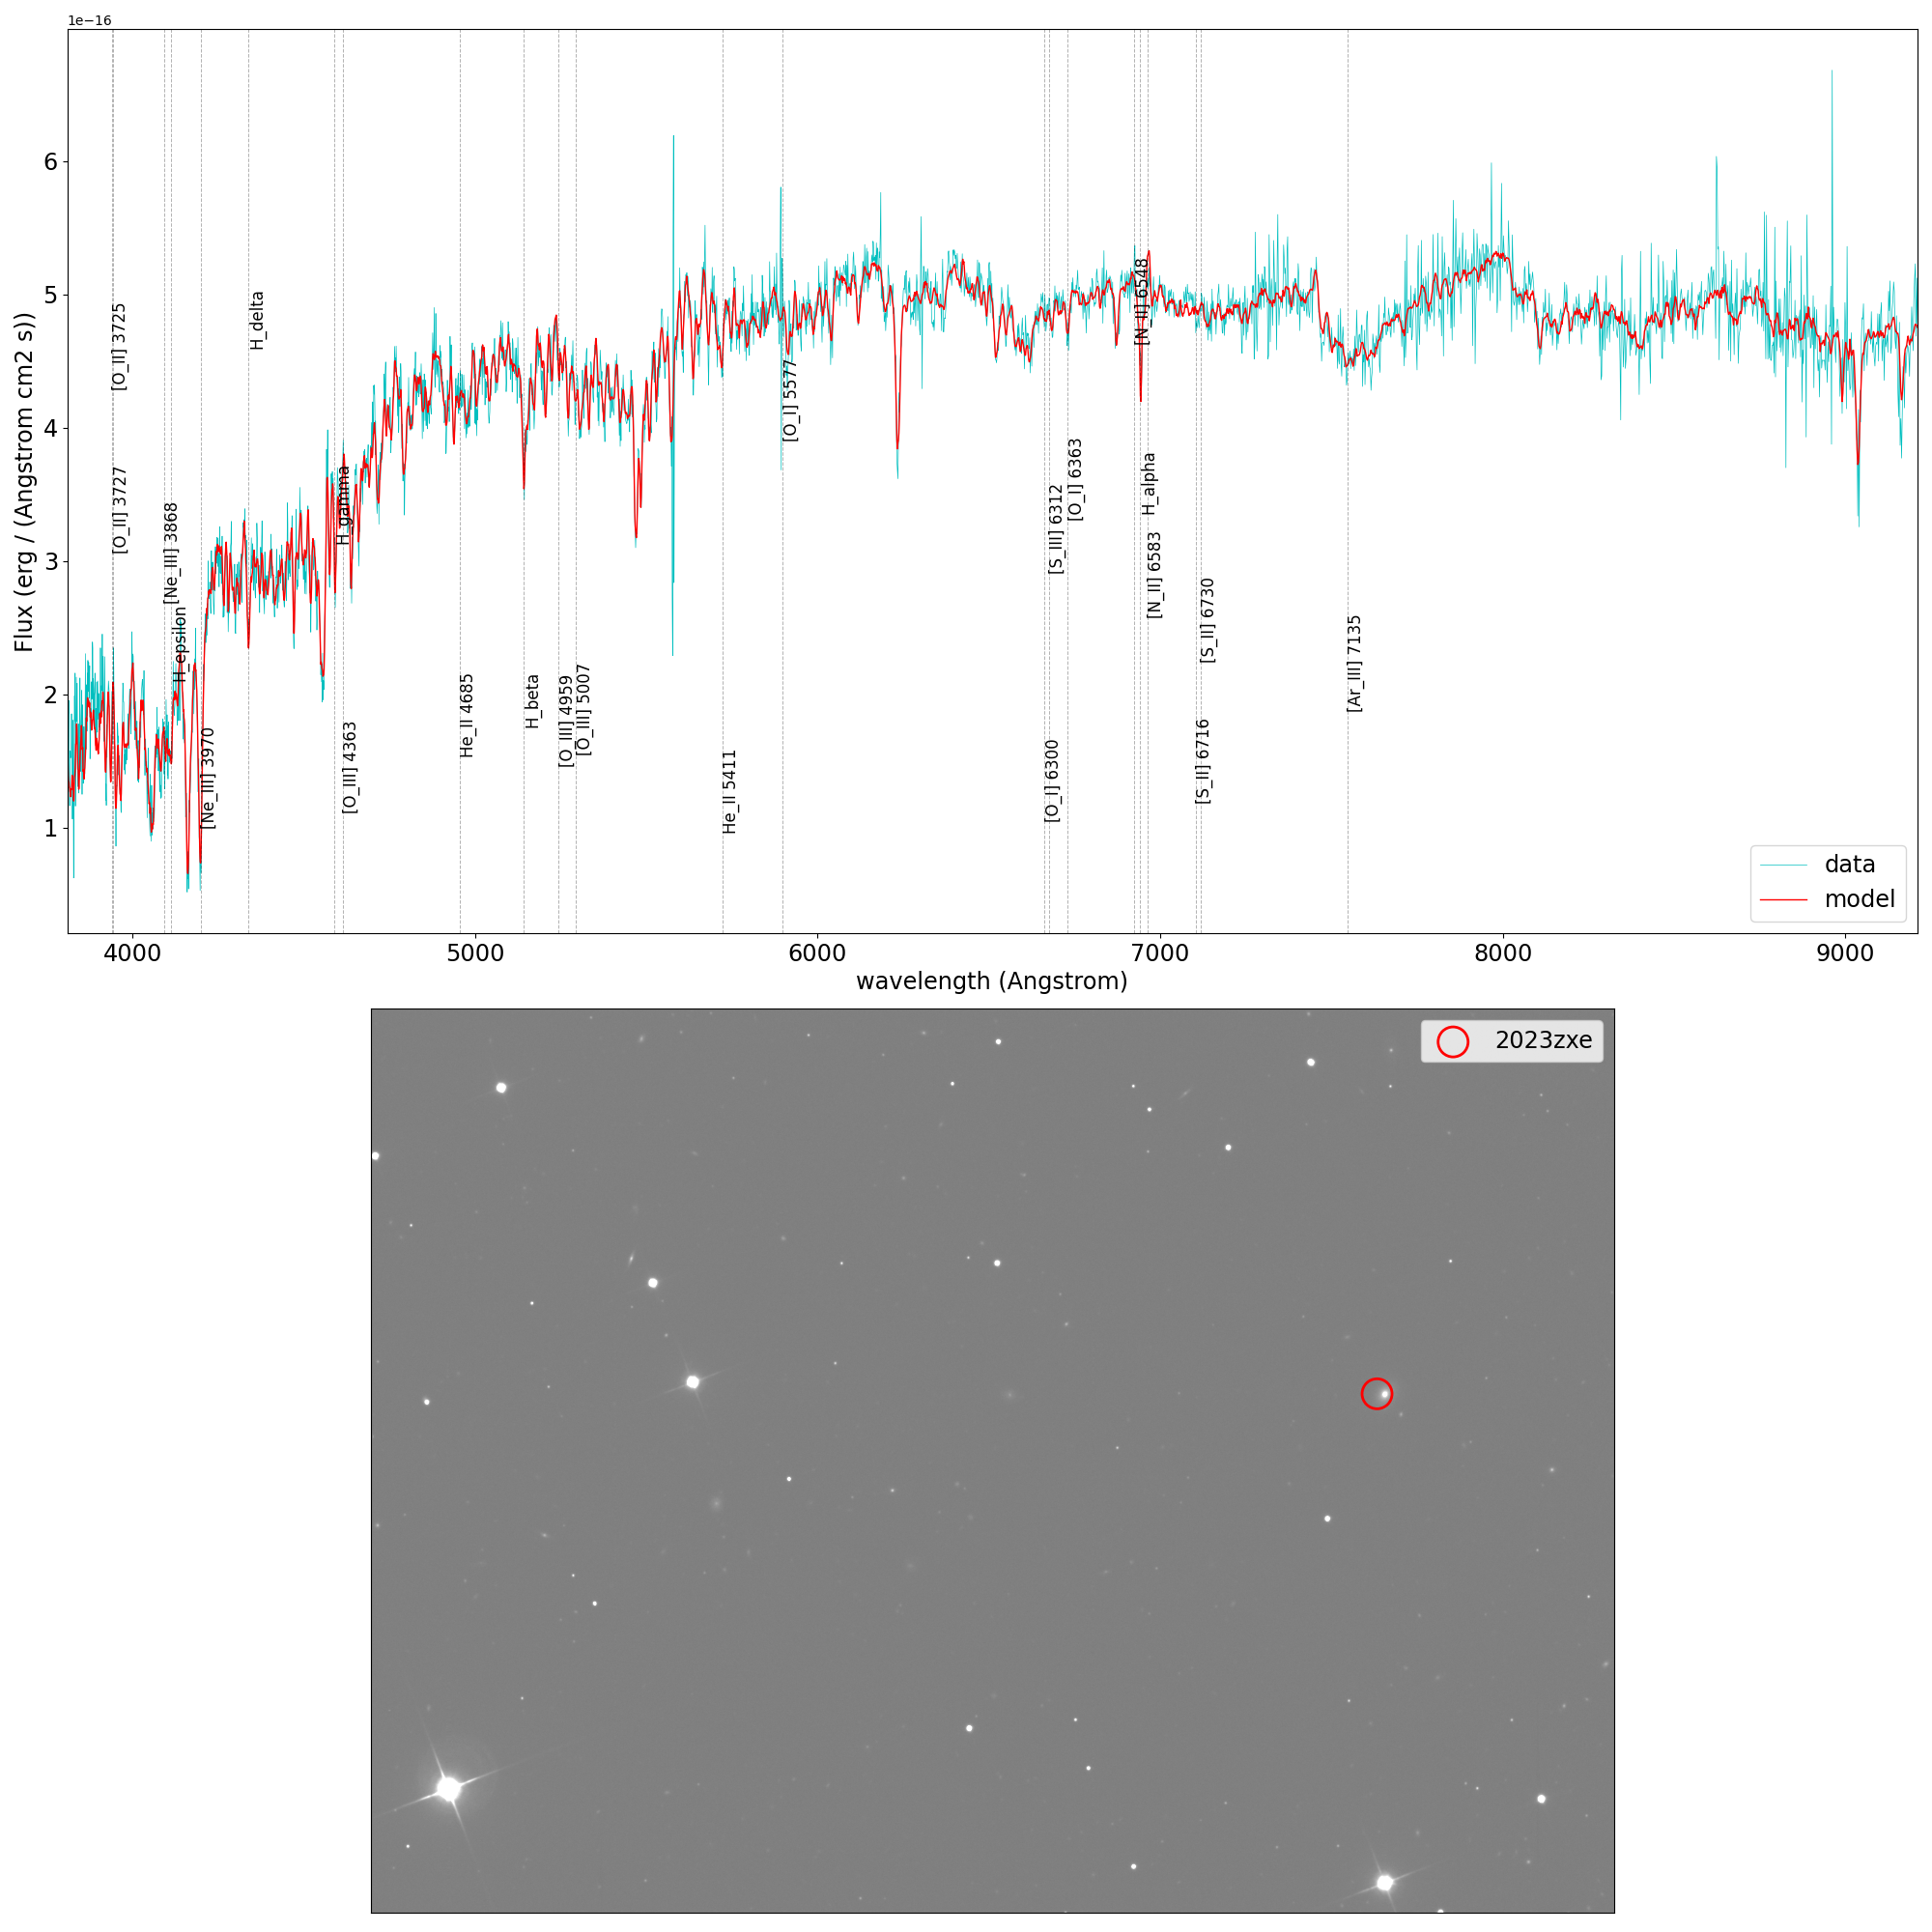 1e−16
Flux (erg / (Angstrom cm2 s))
6
5
4
3
2
1
[O_II] 3725
[O_II] 3727
[Ne_III] 3868
H_epsilon
[Ne_III] 3970
H_delta
H_gamma
[O_III] 4363
He_II 4685
H_beta
[O_III] 4959
[O_III] 5007
He_II 5411
[O_I] 5577
[O_I] 6300
[S_III] 6312
[O_I] 6363
[N_II] 6548
H_alpha
[N_II] 6583
[S_II] 6716
[S_II] 6730
[Ar_III] 7135
data
model
4000 5000 6000 7000 8000 9000
wavelength (Angstrom)
2023zxe